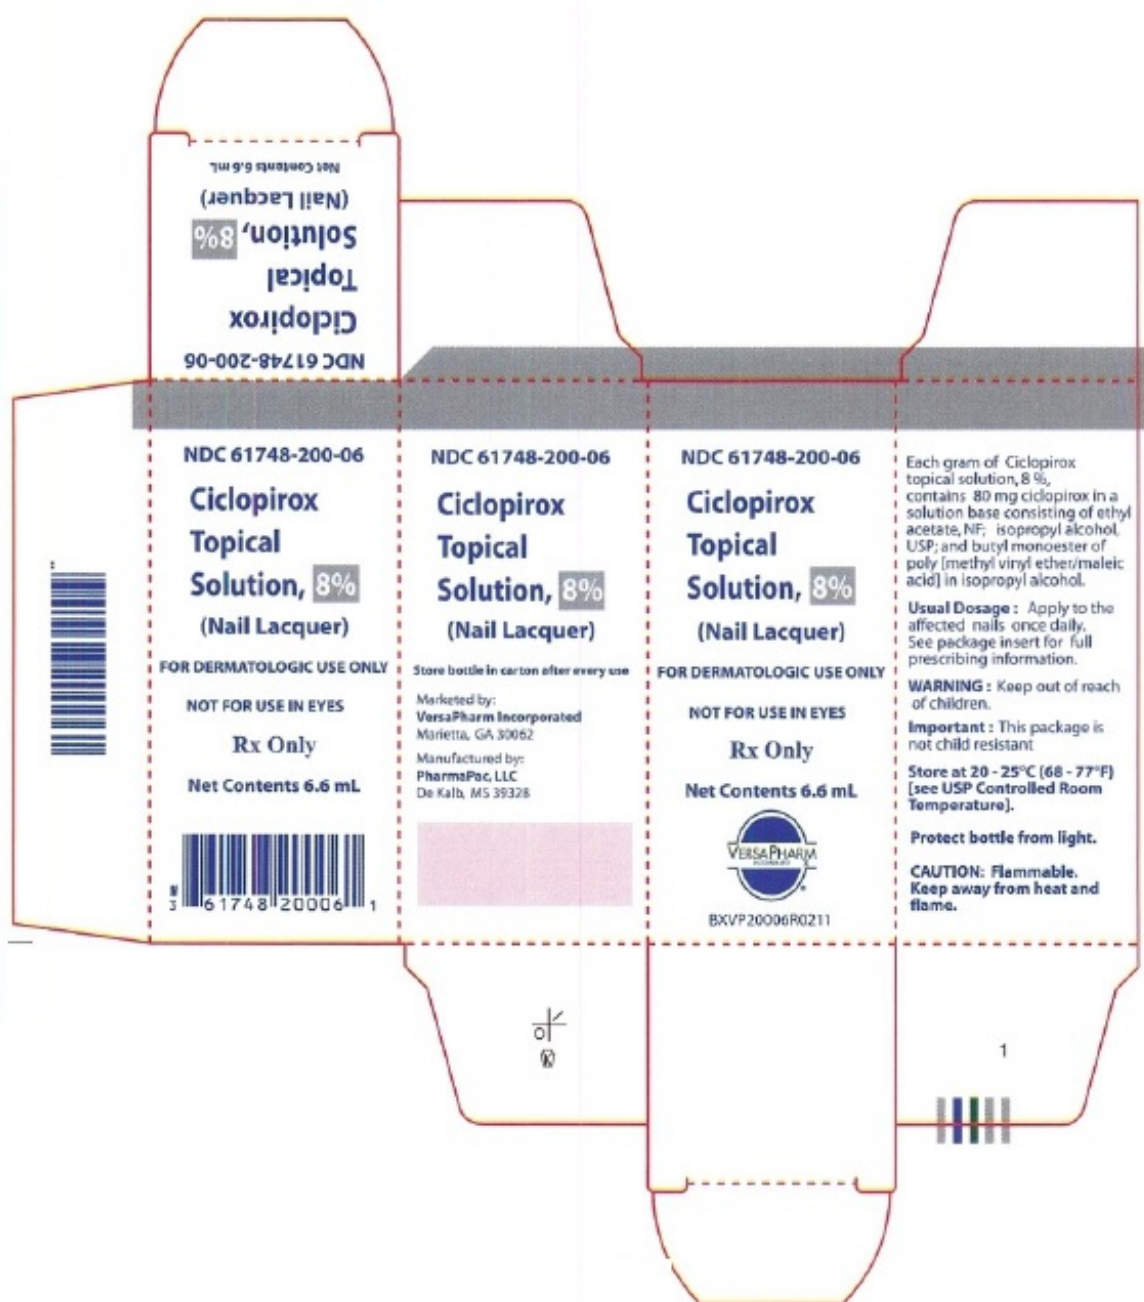 Net Contents 6.6 mL
(Nail Lacquer)
Solution, 8%
Topical
Ciclopirox
NDC 61748-200-06
NDC 61748-200-06
Ciclopirox
Topical
Solution, 8%
(Nail Lacquer)
FOR DERMATOLOGIC USE ONLY
NOT FOR USE IN EYES
Rx Only
Net Contents 6.6 mL
N
3 61748 20006 1
NDC 61748-200-06
Ciclopirox
Topical
Solution, 8%
(Nail Lacquer)
Store bottle in carton after every use
Marketed by:
VersaPharm Incorporated
Marietta, GA 30062
Manufactured by:
PharmaPac, LLC
De Kalb, MS 39328
NDC 61748-200-06
Ciclopirox
Topical
Solution, 8%
(Nail Lacquer)
FOR DERMATOLOGIC USE ONLY
NOT FOR USE IN EYES
Rx Only
Net Contents 6.6 mL
VERSAPHARM
INCORPORATED
BXVP20006R0211
Each gram of Ciclopirox
topical solution, 8 %,
contains 80 mg ciclopirox in a
solution base consisting of ethyl
acetate, NF; isopropyl alcohol,
USP; and butyl monoester of
poly [methyl vinyl ether/maleic
acid] in isopropyl alcohol.
Usual Dosage : Apply to the
affected nails once daily.
See package insert for full
prescribing information.
WARNING : Keep out of reach
of children.
Important : This package is
not child resistant
Store at 20 - 25°C (68 - 77°F)
[see USP Controlled Room
Temperature].
Protect bottle from light.
CAUTION: Flammable.
Keep away from heat and
flame.
1